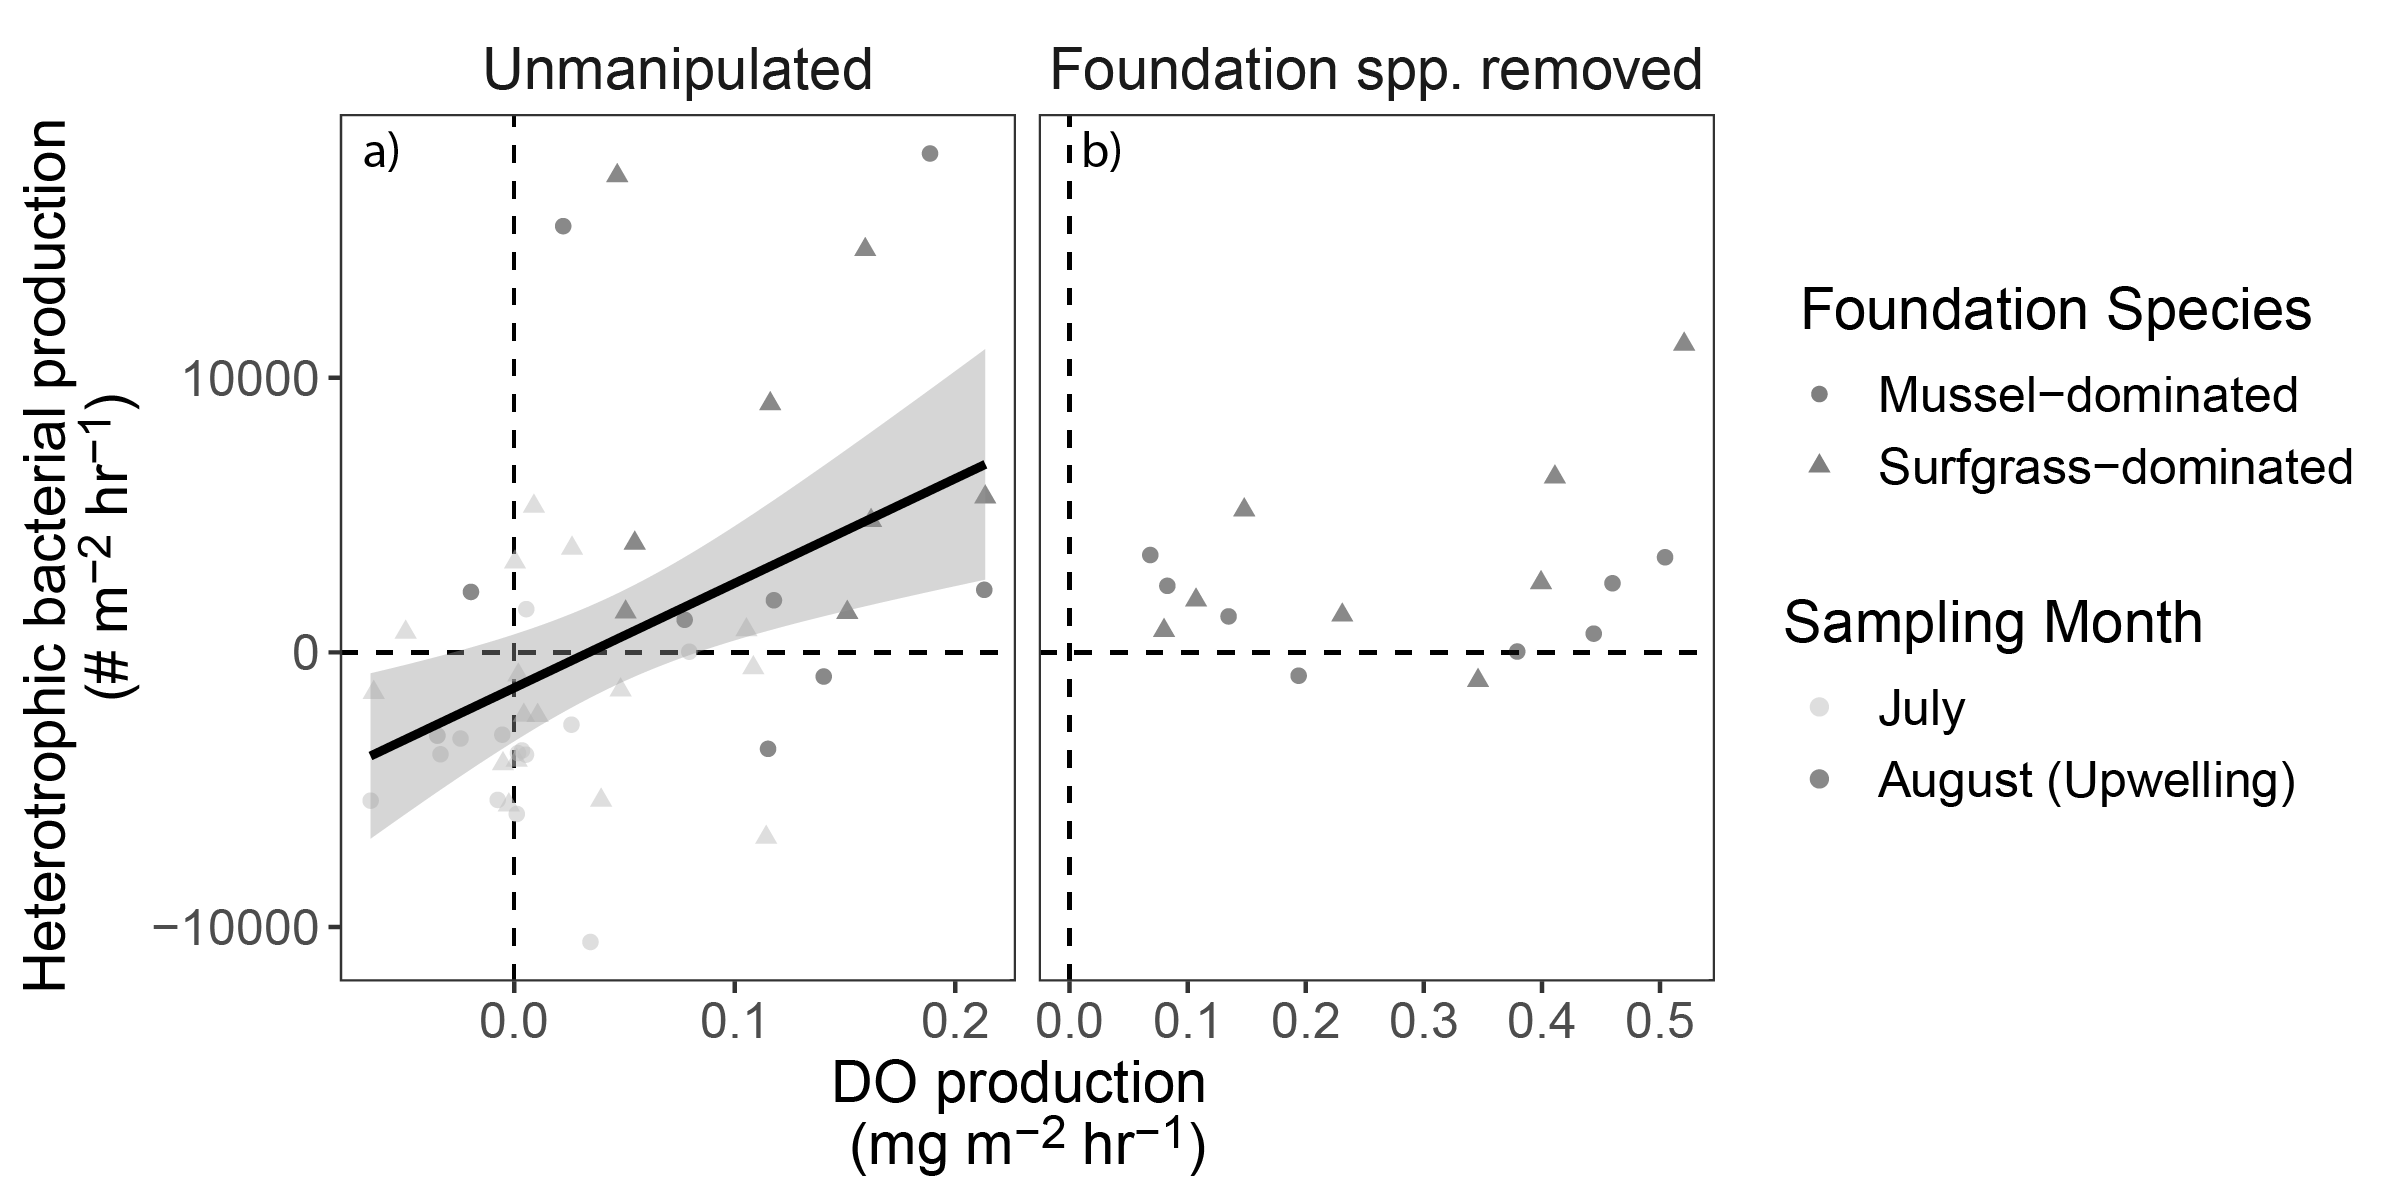 Unmanipulated
Foundation spp. removed
a)
b)
Heterotrophic bacterial production
(# m−2 hr−1)
10000
0
−10000
0.0
0.1
0.2
0.0
0.1
0.2
0.3
0.4
0.5
DO production
(mg m−2 hr−1)
Foundation Species
Mussel−dominated
Surfgrass−dominated
Sampling Month
July
August (Upwelling)